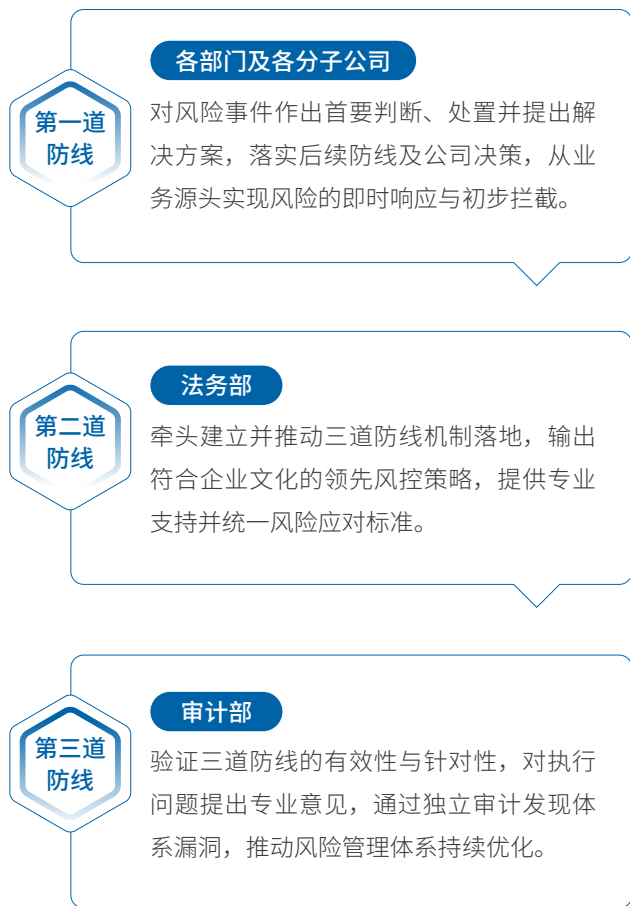 各部门及各分子公司
第一道
防线
对风险事件作出首要判断、处置并提出解
决方案，落实后续防线及公司决策，从业
务源头实现风险的即时响应与初步拦截。
法务部
第二道
防线
牵头建立并推动三道防线机制落地，输出
符合企业文化的领先风控策略，提供专业
支持并统一风险应对标准。
审计部
第三道
防线
验证三道防线的有效性与针对性，对执行
问题提出专业意见，通过独立审计发现体
系漏洞，推动风险管理体系持续优化。